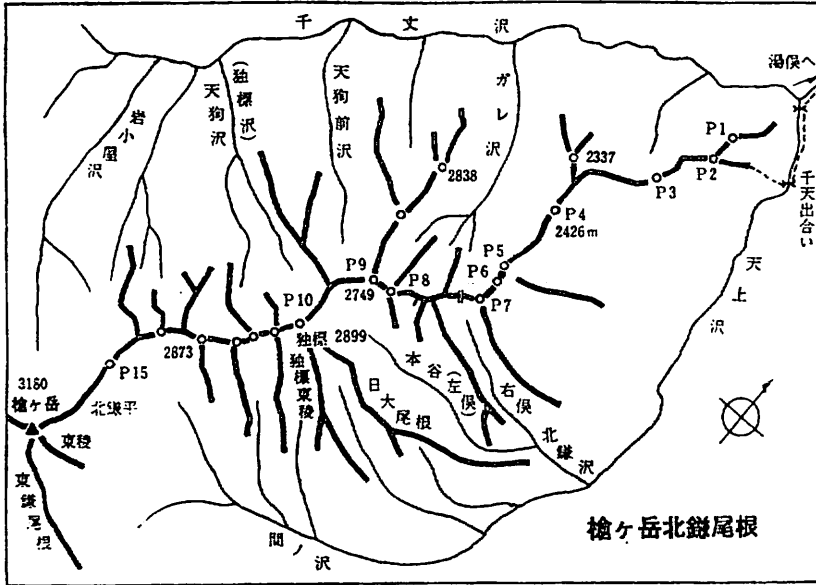 千丈沢
湯俣へ
(独標沢)
天狗沢
天狗前沢
ガレ沢
岩小屋沢
P1
P2
P3
2337
2838
千天出合い
P4
2426m
天上沢
P5
P6
P7
P8
P9
2749
P10
独標 2899
2873
独標東稜
本谷(左俣)
右俣
日大尾根
北鎌沢
P15
3180
槍ヶ岳
北鎌平
東稜
東鎌尾根
間ノ沢
槍ヶ岳北鎌尾根